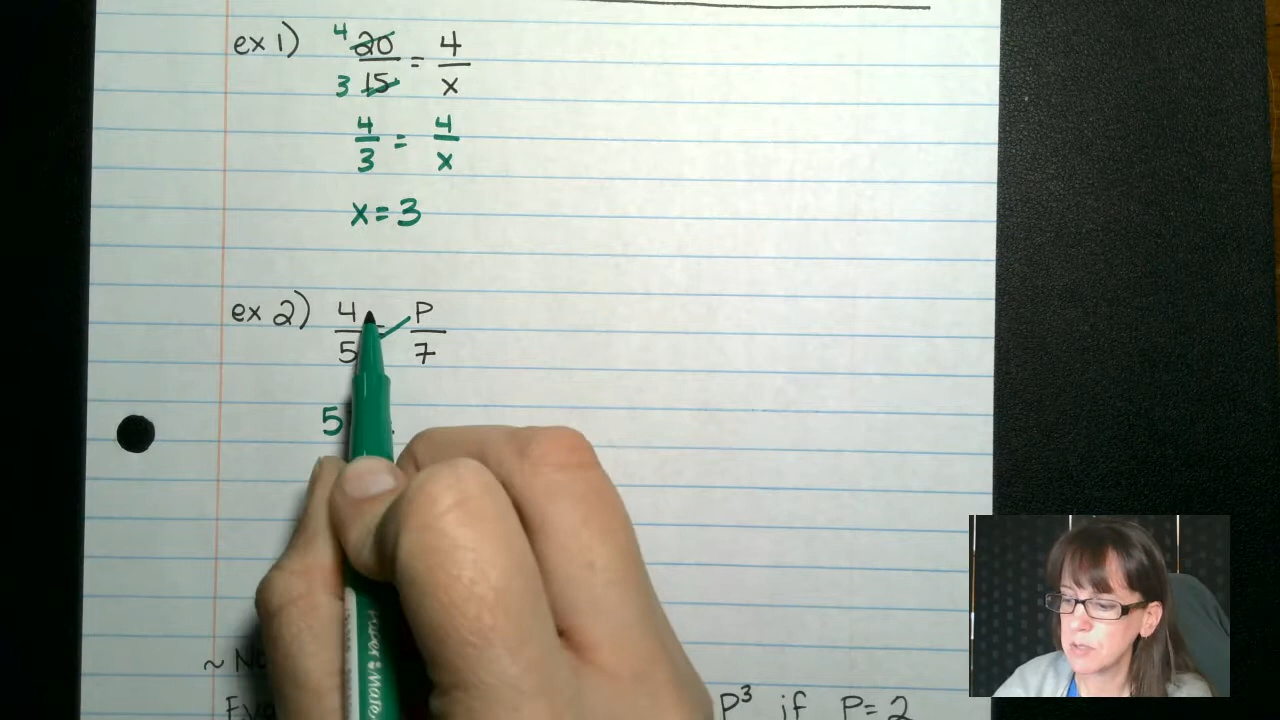 ex 1) 4 20/3 15 = 4/x
4/3 = 4/x
x = 3
ex 2) 4/5 = P/7
5
~ N
P³ if P = 2